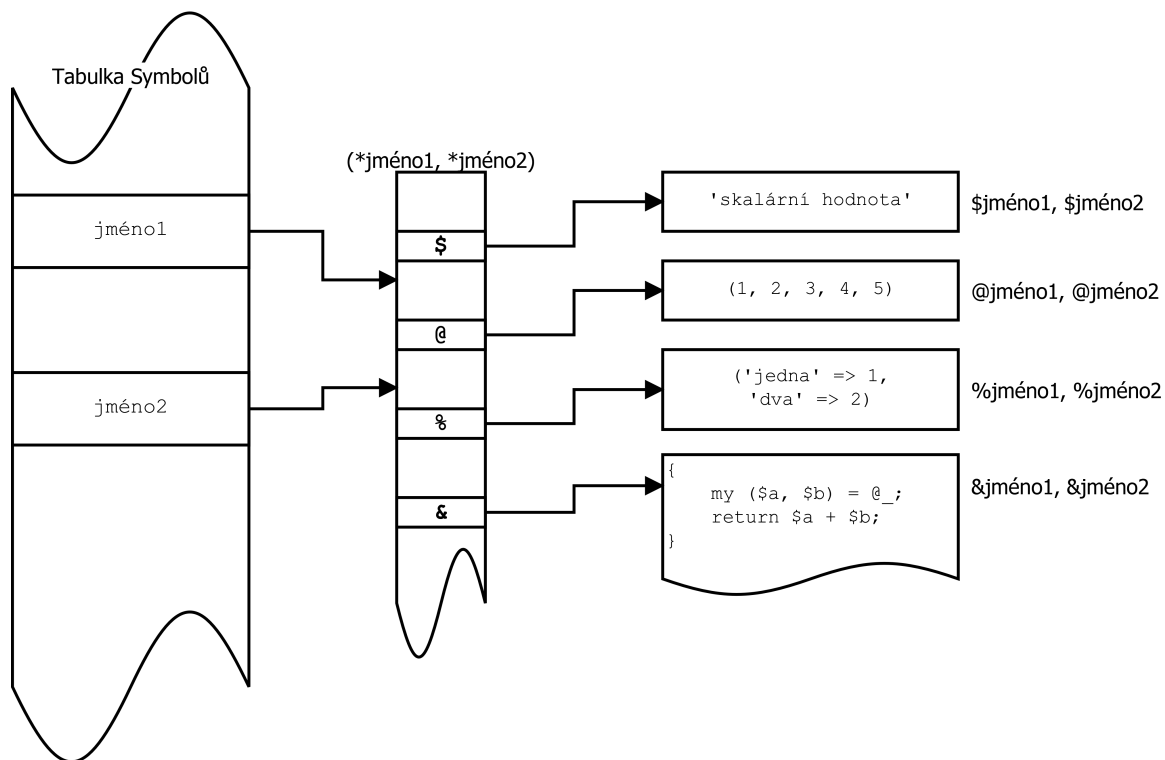 Tabulka Symbolů
jméno1
jméno2
(*jméno1, *jméno2)
$
@
%
&
'skalární hodnota'
$jméno1, $jméno2
(1, 2, 3, 4, 5)
@jméno1, @jméno2
('jedna' => 1,
'dva' => 2)
%jméno1, %jméno2
{
my ($a, $b) = @_;
return $a + $b;
}
&jméno1, &jméno2